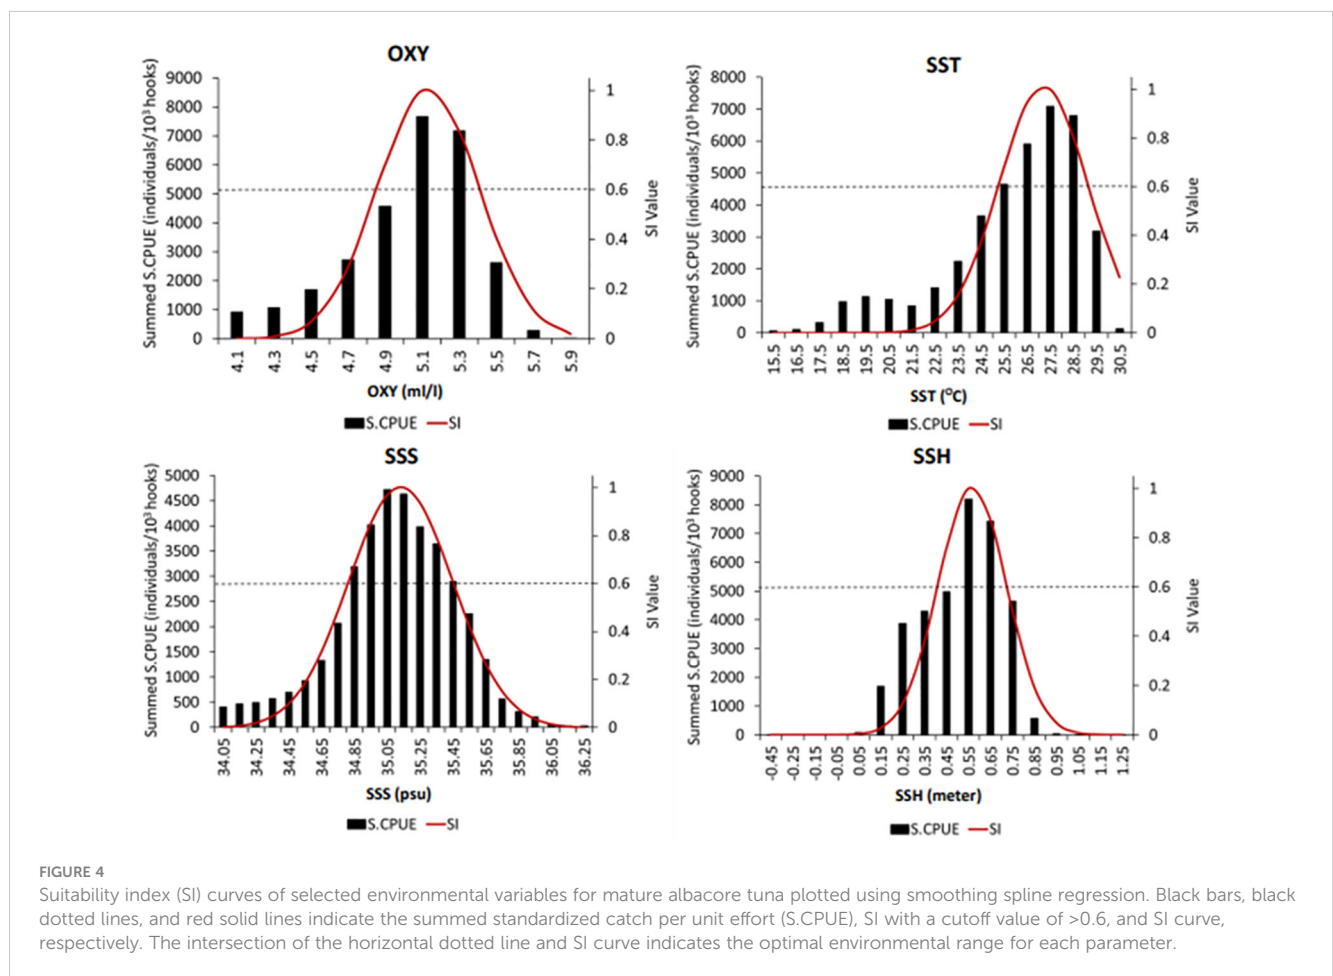 OXY
Summed S.CPUE (individuals/10³ hooks)
9000
8000
7000
6000
5000
4000
3000
2000
1000
0
1
0.8
0.6
0.4
0.2
0
SI Value
4.1 4.3 4.5 4.7 4.9 5.1 5.3 5.5 5.7 5.9
OXY (ml/l)
S.CPUE SI
SST
Summed S.CPUE (individuals/10³ hooks)
8000
7000
6000
5000
4000
3000
2000
1000
0
1
0.8
0.6
0.4
0.2
0
SI Value
15.5 16.5 17.5 18.5 19.5 20.5 21.5 22.5 23.5 24.5 25.5 26.5 27.5 28.5 29.5 30.5
SST (⁰C)
S.CPUE SI
SSS
Summed S.CPUE (individuals/10³ hooks)
5000
4500
4000
3500
3000
2500
2000
1500
1000
500
0
1
0.8
0.6
0.4
0.2
0
SI Value
34.05 34.25 34.45 34.65 34.85 35.05 35.25 35.45 35.65 35.85 36.05 36.25
SSS (psu)
S.CPUE SI
SSH
Summed S.CPUE (individuals/10³ hooks)
9000
8000
7000
6000
5000
4000
3000
2000
1000
0
1
0.8
0.6
0.4
0.2
0
SI Value
-0.45 -0.25 -0.15 -0.05 0.05 0.15 0.25 0.35 0.45 0.55 0.65 0.75 0.85 0.95 1.05 1.15 1.25
SSH (meter)
S.CPUE SI
FIGURE 4
Suitability index (SI) curves of selected environmental variables for mature albacore tuna plotted using smoothing spline regression. Black bars, black
dotted lines, and red solid lines indicate the summed standardized catch per unit effort (S.CPUE), SI with a cutoff value of >0.6, and SI curve,
respectively. The intersection of the horizontal dotted line and SI curve indicates the optimal environmental range for each parameter.